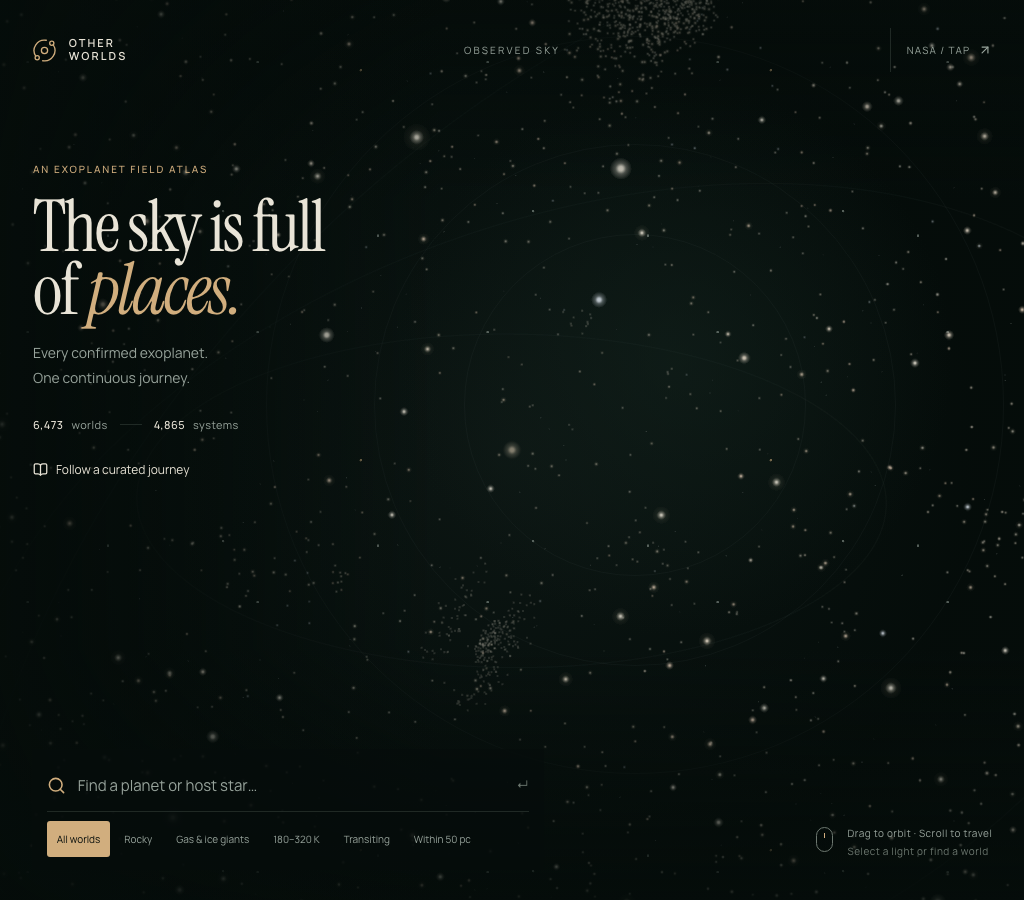 OTHER
WORLDS
OBSERVED SKY
NASA / TAP
AN EXOPLANET FIELD ATLAS
The sky is full
of places.
Every confirmed exoplanet.
One continuous journey.
6,473 worlds 4,865 systems
Follow a curated journey
Find a planet or host star…
All worlds Rocky Gas & ice giants 180–320 K Transiting Within 50 pc
Drag to orbit · Scroll to travel
Select a light or find a world